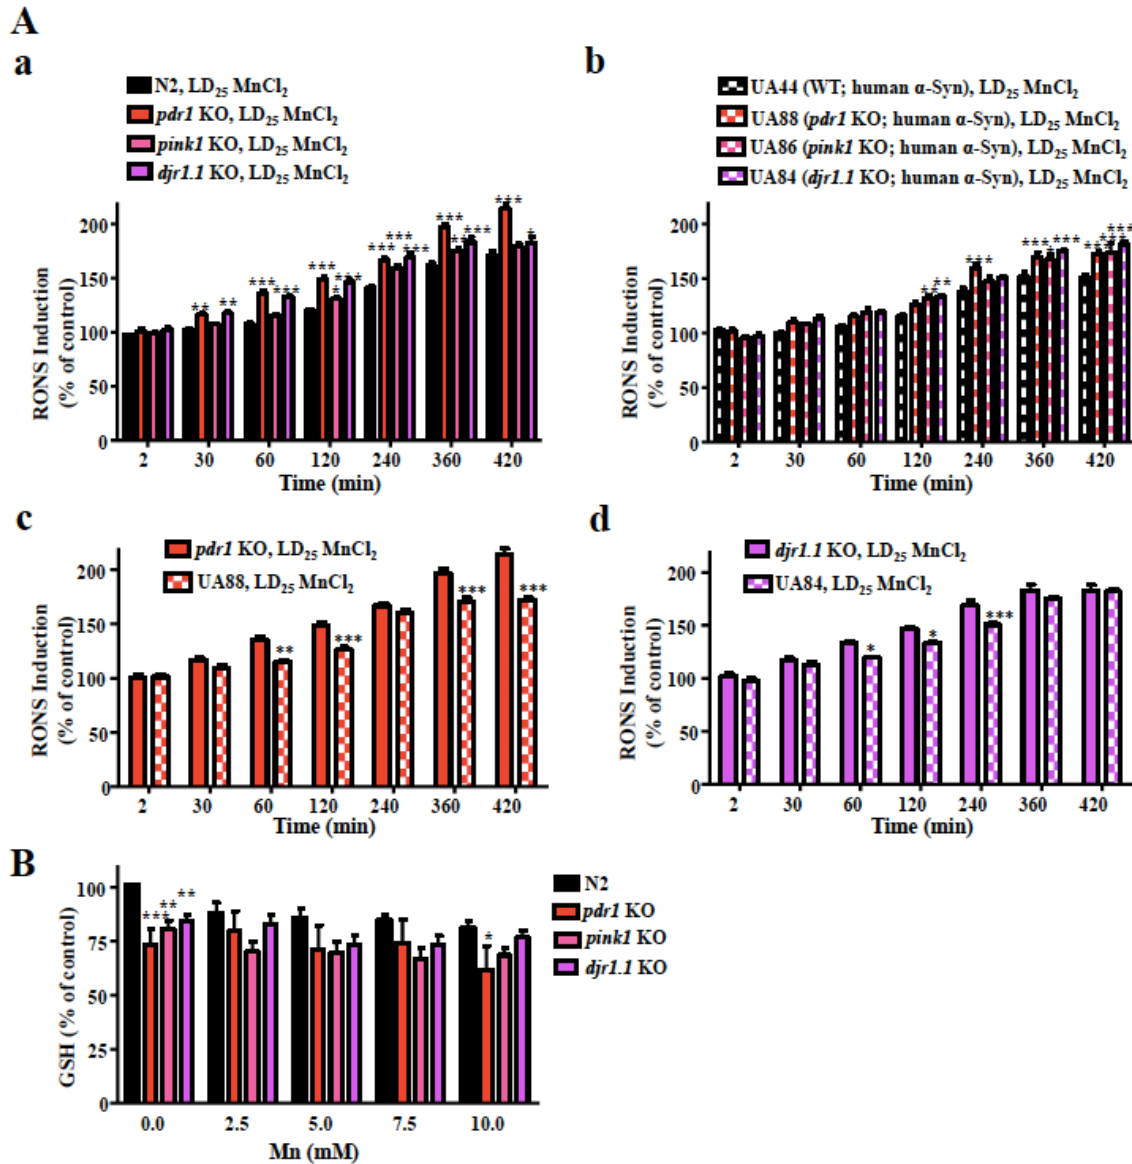 A
a
N2, LD25 MnCl2
pdr1 KO, LD25 MnCl2
pink1 KO, LD25 MnCl2
djr1.1 KO, LD25 MnCl2
RONS Induction
(% of control)
200
150
100
50
0
** ** *** *** *** * *** *** *** *** *** ** *** *** *
2 30 60 120 240 360 420
Time (min)
b
UA44 (WT; human α-Syn), LD25 MnCl2
UA88 (pdr1 KO; human α-Syn), LD25 MnCl2
UA86 (pink1 KO; human α-Syn), LD25 MnCl2
UA84 (djr1.1 KO; human α-Syn), LD25 MnCl2
RONS Induction
(% of control)
200
150
100
50
0
** ** *** *** * *** *** *** ***
2 30 60 120 240 360 420
Time (min)
c
pdr1 KO, LD25 MnCl2
UA88, LD25 MnCl2
RONS Induction
(% of control)
200
150
100
50
0
** *** *** ***
2 30 60 120 240 360 420
Time (min)
d
djr1.1 KO, LD25 MnCl2
UA84, LD25 MnCl2
RONS Induction
(% of control)
200
150
100
50
0
* * ***
2 30 60 120 240 360 420
Time (min)
B
N2
pdr1 KO
pink1 KO
djr1.1 KO
GSH (% of control)
100
75
50
25
0
*** ** ** *
0.0 2.5 5.0 7.5 10.0
Mn (mM)